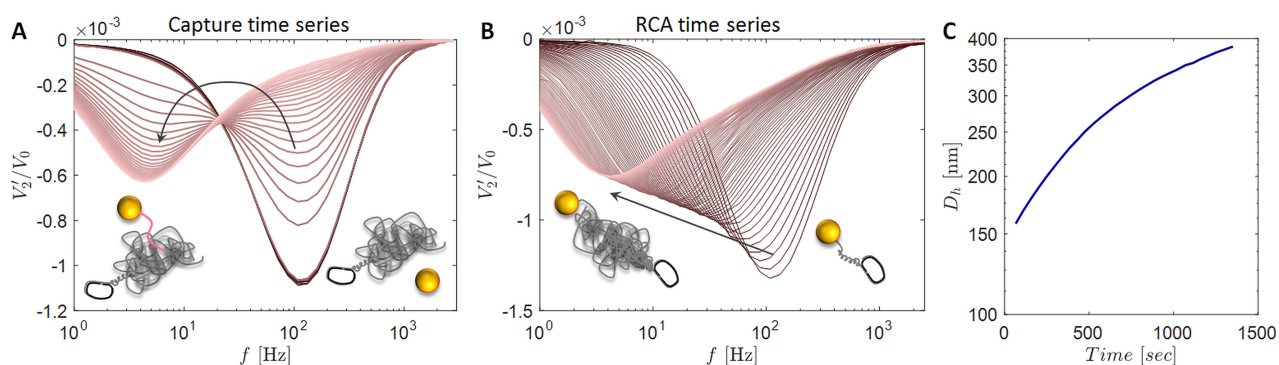 A
Capture time series
×10⁻³
0
-0.2
-0.4
-0.6
-0.8
-1
-1.2
V₂′/V₀
10⁰ 10¹ 10² 10³
f [Hz]
B
RCA time series
×10⁻³
0
-0.5
-1
-1.5
V₂′/V₀
10⁰ 10¹ 10² 10³
f [Hz]
C
400
350
300
250
200
150
100
D_h [nm]
0 500 1000 1500
Time [sec]